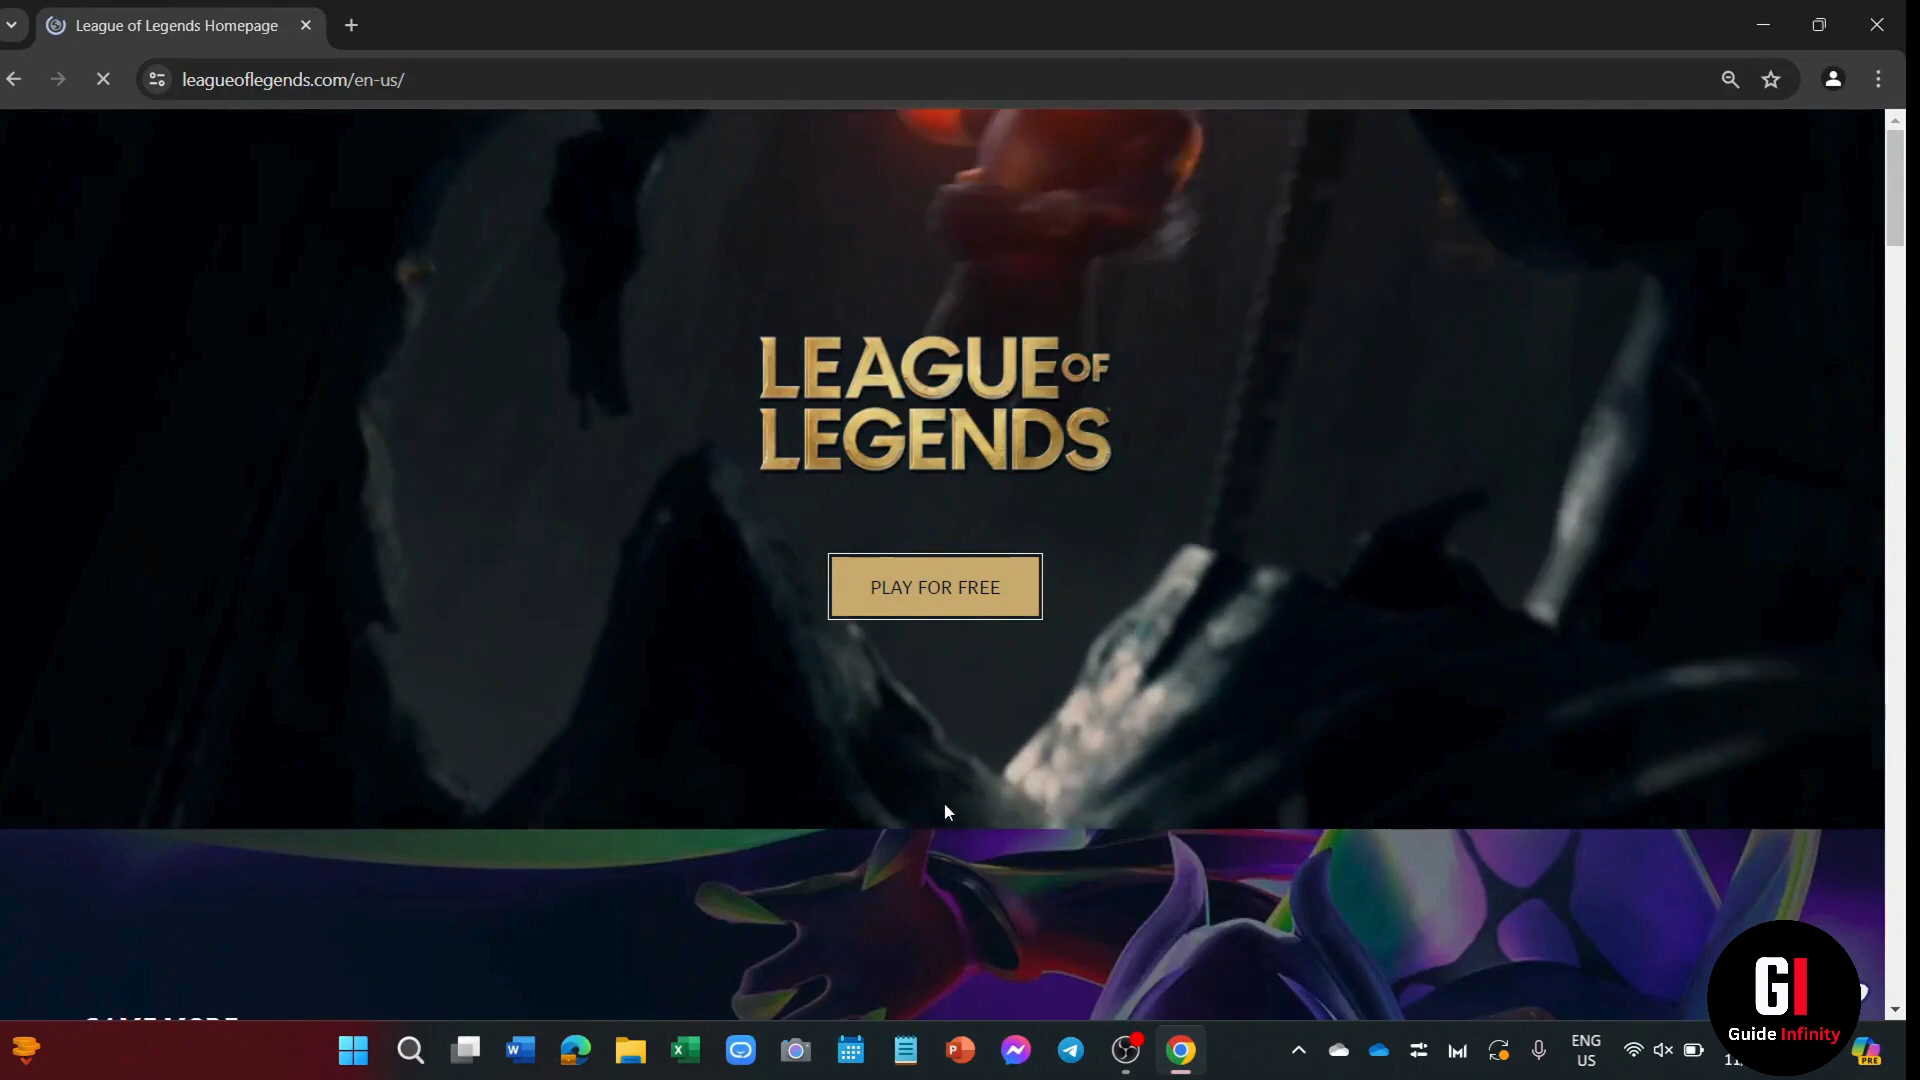 League of Legends Homepage
leagueoflegends.com/en-us/
LEAGUE OF
LEGENDS
PLAY FOR FREE
ENG
US
GI
Guide Infinity
PRE